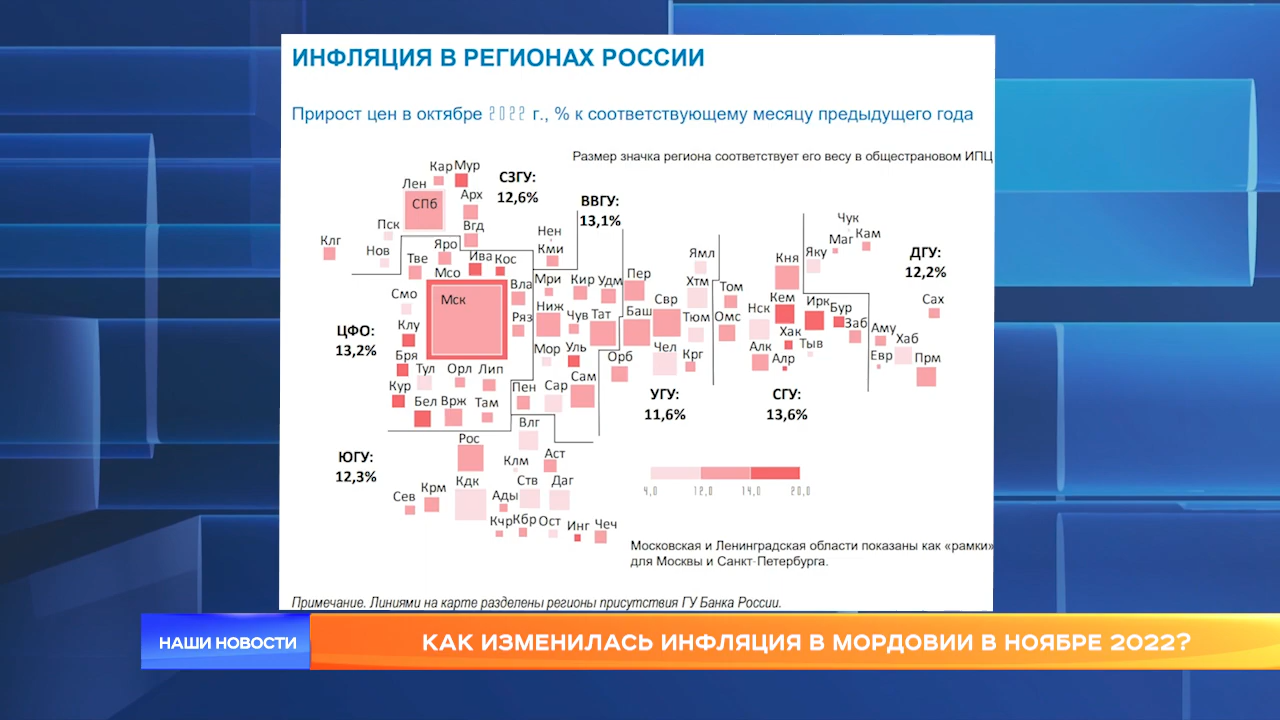 ИНФЛЯЦИЯ В РЕГИОНАХ РОССИИ
Прирост цен в октябре 2022 г., % к соответствующему месяцу предыдущего года
Размер значка региона соответствует его весу в общестрановом ИПЦ
Кар Мур
СЗГУ:
12,6%
Лен
СПб
Арх
ВВГУ:
13,1%
Пск
Вгд
Нен
Чук
Клг
Нов
Яро
Кми
Маг
Кам
Тве
Ива
Кос
Ямл
Кня
Яку
ДГУ:
12,2%
Мсо
Мск
Вла
Мри
Кир
Удм
Пер
Хтм
Том
Смо
Ниж
Свр
Кем
Ирк
Бур
Сах
Клу
Ряз
Чув
Тат
Баш
Тюм
Омс
Нск
Заб
ЦФО:
13,2%
Хак
Аму
Хаб
Бря
Мор
Уль
Орб
Чел
Крг
Алк
Тыв
Алр
Евр
Прм
Тул
Орл
Лип
Сам
Кур
Пен
Сар
УГУ:
11,6%
СГУ:
13,6%
Бел
Врж
Там
Влг
Рос
ЮГУ:
12,3%
Клм
Аст
Кдк
Ств
Даг
4,0
12,0
14,0
20,0
Сев
Крм
Ады
Кчр
Кбр
Ост
Инг
Чеч
Московская и Ленинградская области показаны как «рамки»
для Москвы и Санкт-Петербурга.
Примечание. Линиями на карте разделены регионы присутствия ГУ Банка России.
НАШИ НОВОСТИ
КАК ИЗМЕНИЛАСЬ ИНФЛЯЦИЯ В МОРДОВИИ В НОЯБРЕ 2022?